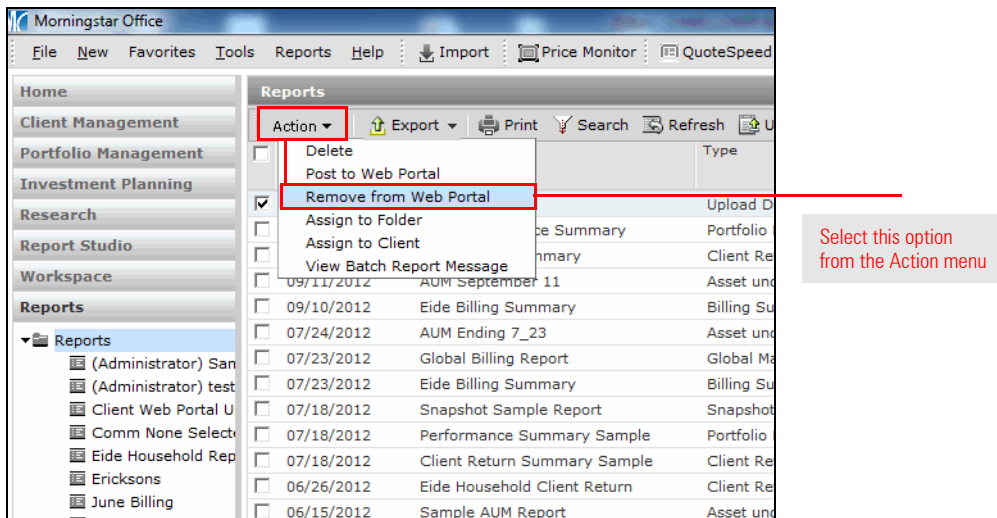 Morningstar Office
File New Favorites Tools Reports Help Import Price Monitor QuoteSpeed
Home
Client Management
Portfolio Management
Investment Planning
Research
Report Studio
Workspace
Reports
Reports
(Administrator) San
(Administrator) test
Client Web Portal U
Comm None Select
Eide Household Rep
Ericksons
June Billing
Reports
Action Export Print Search Refresh U
Type
Delete
Post to Web Portal
Remove from Web Portal
Assign to Folder
Assign to Client
View Batch Report Message
Upload D
ce Summary Portfolio
mmary Client Re
09/11/2012 AUM September 11 Asset und
09/10/2012 Eide Billing Summary Billing Su
07/24/2012 AUM Ending 7_23 Asset und
07/23/2012 Global Billing Report Global Ma
07/23/2012 Eide Billing Summary Billing Su
07/18/2012 Snapshot Sample Report Snapshot
07/18/2012 Performance Summary Sample Portfolio
07/18/2012 Client Return Summary Sample Client Re
06/26/2012 Eide Household Client Return Client Re
06/15/2012 Sample AUM Report Asset und
Select this option
from the Action menu